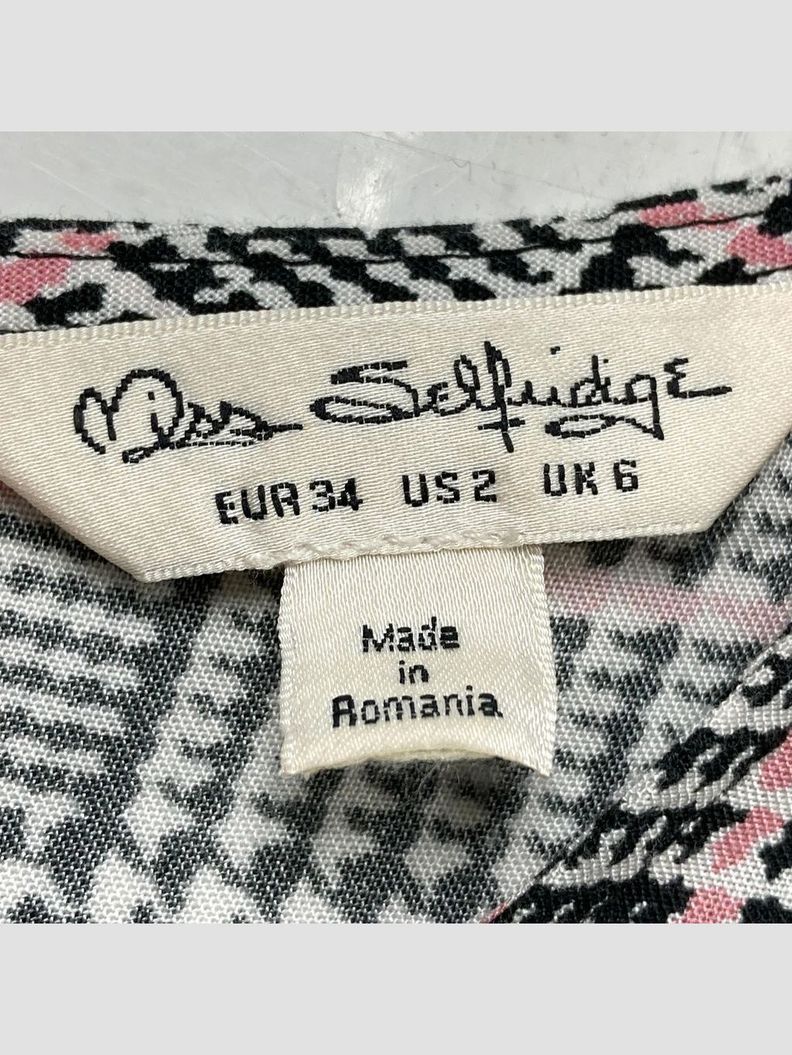 Miss Selfridge
EUR 34 US 2 UK 6
Made
in
Romania